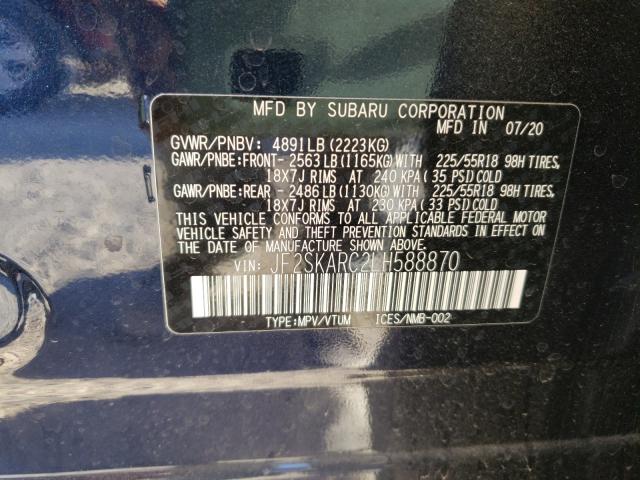 MFD BY SUBARU CORPORATION
MFD IN 07/20
GVWR/PNBV: 4891LB(2223KG)
GAWR/PNBE:FRONT- 2563LB(1165KG)WITH 225/55R18 98H TIRES,
18X7J RIMS AT 240 KPA(35 PSI)COLD
GAWR/PNBE:REAR - 2486LB(1130KG)WITH 225/55R18 98H TIRES,
18X7J RIMS AT 230 KPA(33 PSI)COLD
THIS VEHICLE CONFORMS TO ALL APPLICABLE FEDERAL MOTOR
VEHICLE SAFETY AND THEFT PREVENTION STANDARDS IN EFFECT
ON THE DATE OF MANUFACTURE SHOWN ABOVE.
VIN: JF2SKARC2LH588870
TYPE:MPV/VTUM ICES/NMB-002